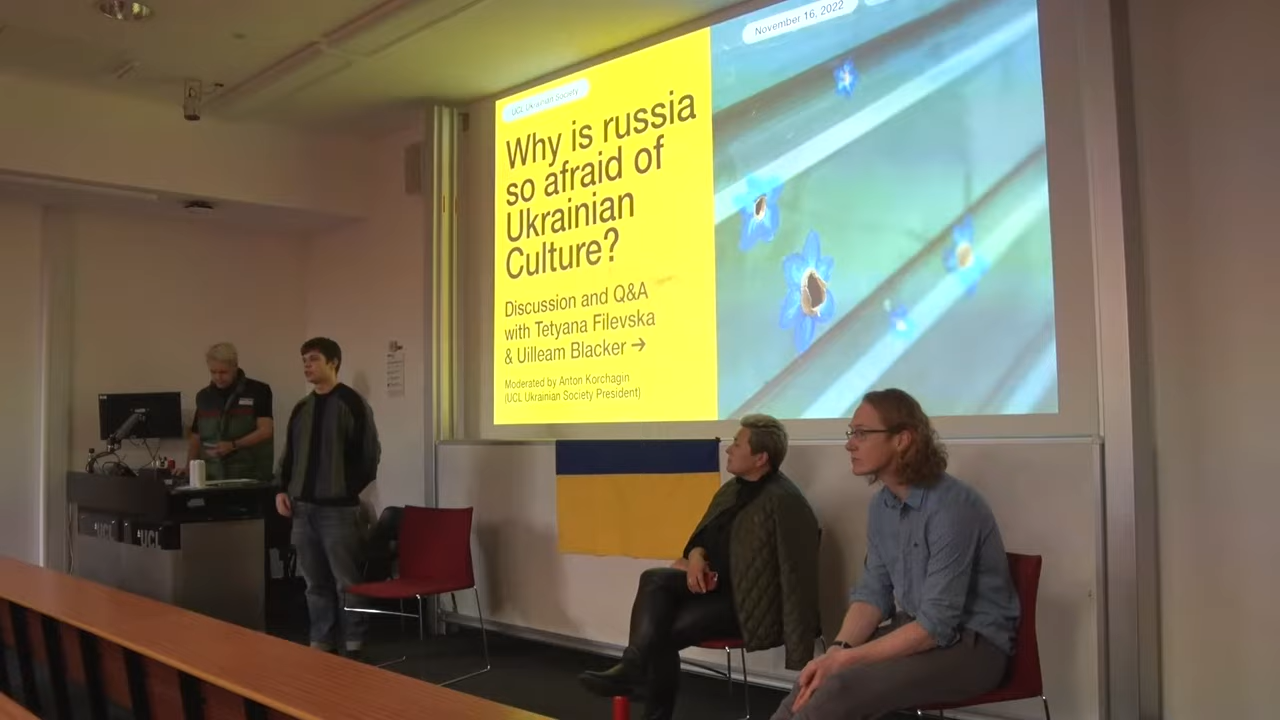 November 16, 2022
UCL Ukrainian Society
Why is russia
so afraid of
Ukrainian
Culture?
Discussion and Q&A
with Tetyana Filevska
& Uilleam Blacker →
Moderated by Anton Korchagin
(UCL Ukrainian Society President)
UCL
UCL